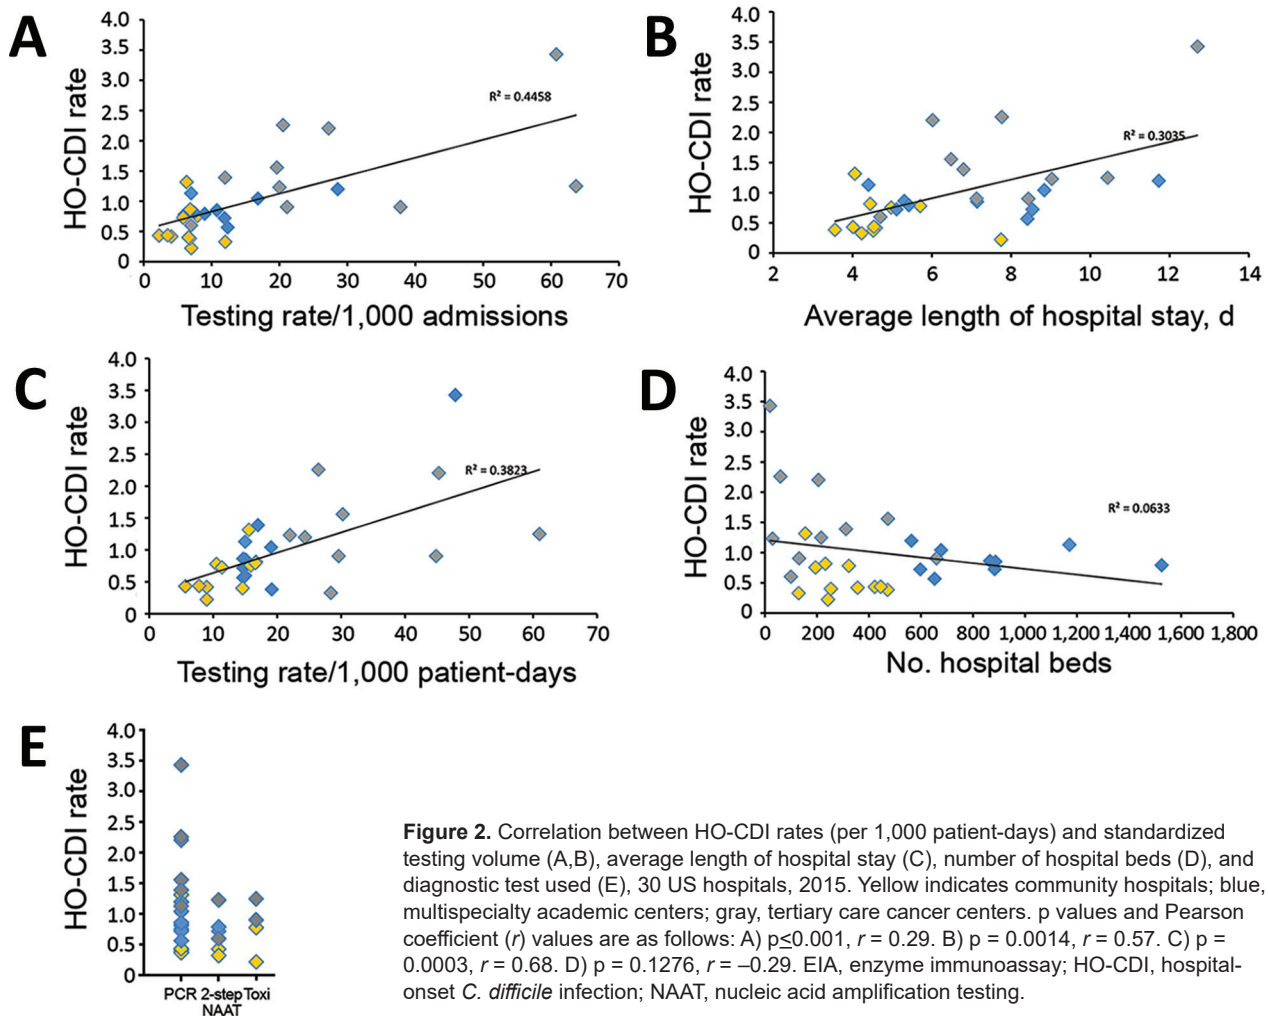 A
4.0
3.5
3.0
2.5
2.0
1.5
1.0
0.5
0
HO-CDI rate
R² = 0.4458
0 10 20 30 40 50 60 70
Testing rate/1,000 admissions
B
4.0
3.5
3.0
2.5
2.0
1.5
1.0
0.5
0
HO-CDI rate
R² = 0.3035
2 4 6 8 10 12 14
Average length of hospital stay, d
C
4.0
3.5
3.0
2.5
2.0
1.5
1.0
0.5
0
HO-CDI rate
R² = 0.3823
0 10 20 30 40 50 60 70
Testing rate/1,000 patient-days
D
4.0
3.5
3.0
2.5
2.0
1.5
1.0
0.5
0
HO-CDI rate
R² = 0.0633
0 200 400 600 800 1,000 1,200 1,400 1,600 1,800
No. hospital beds
E
4.0
3.5
3.0
2.5
2.0
1.5
1.0
0.5
0
HO-CDI rate
PCR 2-step Toxi
NAAT
Figure 2. Correlation between HO-CDI rates (per 1,000 patient-days) and standardized
testing volume (A,B), average length of hospital stay (C), number of hospital beds (D), and
diagnostic test used (E), 30 US hospitals, 2015. Yellow indicates community hospitals; blue,
multispecialty academic centers; gray, tertiary care cancer centers. p values and Pearson
coefficient (r) values are as follows: A) p≤0.001, r = 0.29. B) p = 0.0014, r = 0.57. C) p =
0.0003, r = 0.68. D) p = 0.1276, r = –0.29. EIA, enzyme immunoassay; HO-CDI, hospital-
onset C. difficile infection; NAAT, nucleic acid amplification testing.